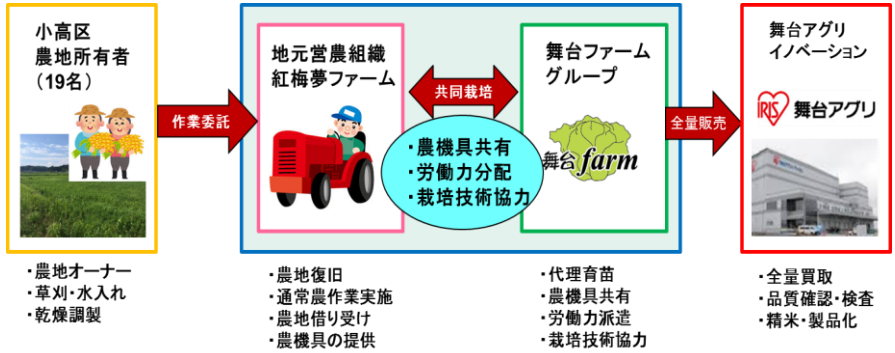 小高区
農地所有者
（19名）
作業委託
地元営農組織
紅梅夢ファーム
共同栽培
・農機具共有
・労働力分配
・栽培技術協力
舞台ファーム
グループ
舞台farm
全量販売
舞台アグリ
イノベーション
IRIS 舞台アグリ
・農地オーナー
・草刈・水入れ
・乾燥調製
・農地復旧
・通常農作業実施
・農地借り受け
・農機具の提供
・代理育苗
・農機具共有
・労働力派遣
・栽培技術協力
・全量買取
・品質確認・検査
・精米・製品化